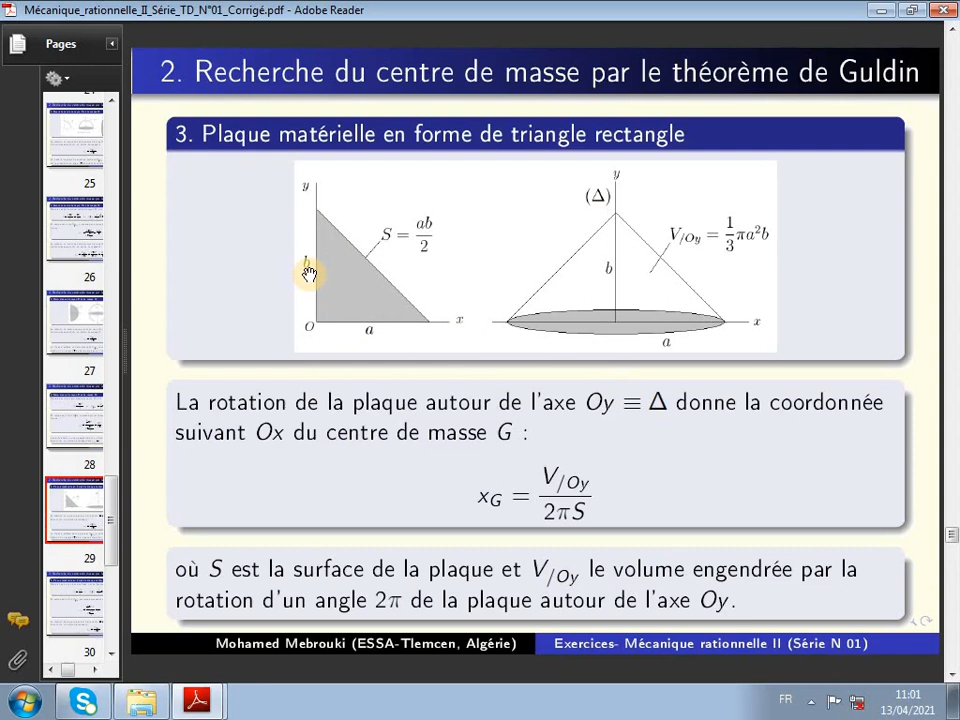 Mécanique_rationnelle_II_Série_TD_N°01_Corrigé.pdf - Adobe Reader
Pages
25
26
27
28
29
30
2. Recherche du centre de masse par le théorème de Guldin
3. Plaque matérielle en forme de triangle rectangle
y
S = ab/2
b
O
a
x
y
(Δ)
V/Oy = 1/3 πa²b
b
x
a
La rotation de la plaque autour de l'axe Oy ≡ Δ donne la coordonnée
suivant Ox du centre de masse G :
xG = V/Oy / 2πS
où S est la surface de la plaque et V/Oy le volume engendrée par la
rotation d'un angle 2π de la plaque autour de l'axe Oy.
Mohamed Mebrouki (ESSA-Tlemcen, Algérie)
Exercices- Mécanique rationnelle II (Série N 01)
FR
11:01
13/04/2021